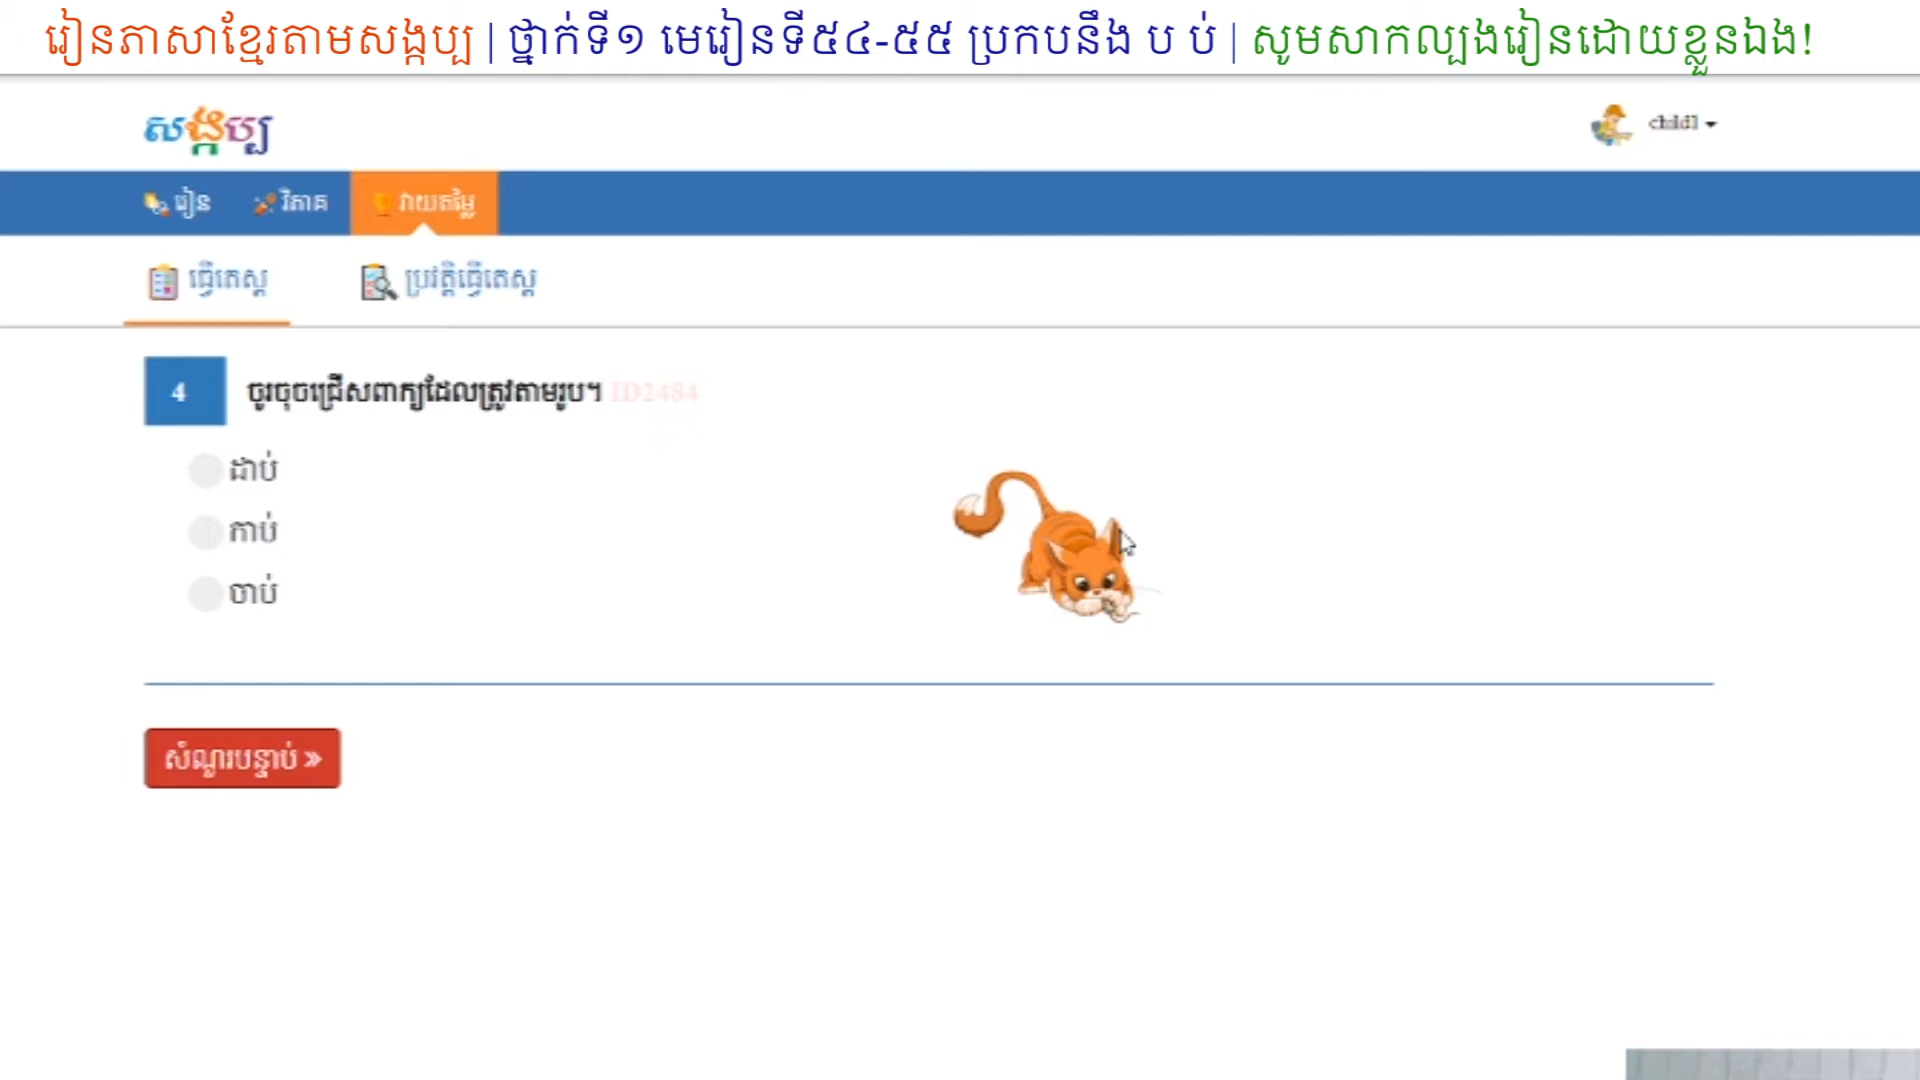 រៀនភាសាខ្មែរតាមសង្កប្ប | ថ្នាក់ទី១ មេរៀនទី៥៤-៥៥ ប្រកបនឹង ប ប់ | សូមសាកល្បងរៀនដោយខ្លួនឯង!
សង្កប្ប
child1
រៀន វិភាគ វាយតម្លៃ
ធ្វើតេស្ត ប្រវត្តិធ្វើតេស្ត
4 ចូរចុចជ្រើសពាក្យដែលត្រូវតាមរូប។ ID2484
ដាប់
កាប់
ចាប់
សំណួរបន្ទាប់ »